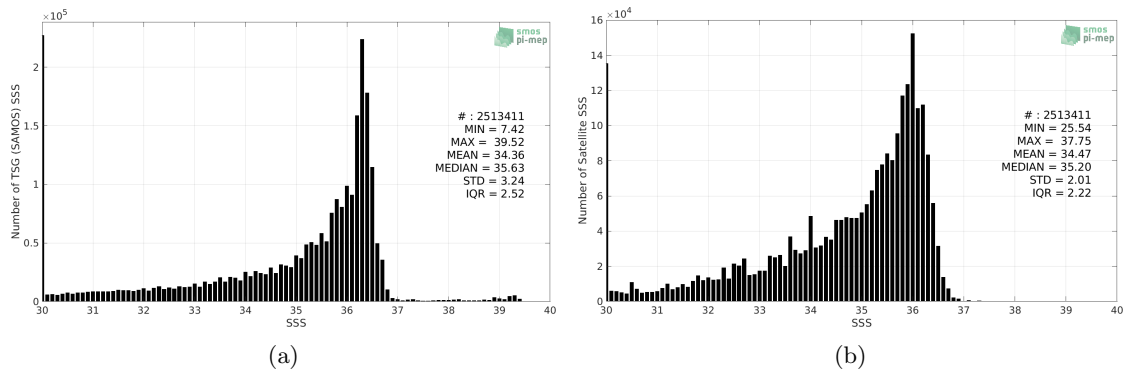 ×10⁵
smos
pi-mep
2
1.5
1
0.5
0
Number of TSG (SAMOS) SSS
# : 2513411
MIN = 7.42
MAX = 39.52
MEAN = 34.36
MEDIAN = 35.63
STD = 3.24
IQR = 2.52
30 31 32 33 34 35 36 37 38 39 40
SSS
(a)
×10⁴
smos
pi-mep
16
14
12
10
8
6
4
2
0
Number of Satellite SSS
# : 2513411
MIN = 25.54
MAX = 37.75
MEAN = 34.47
MEDIAN = 35.20
STD = 2.01
IQR = 2.22
30 31 32 33 34 35 36 37 38 39 40
SSS
(b)